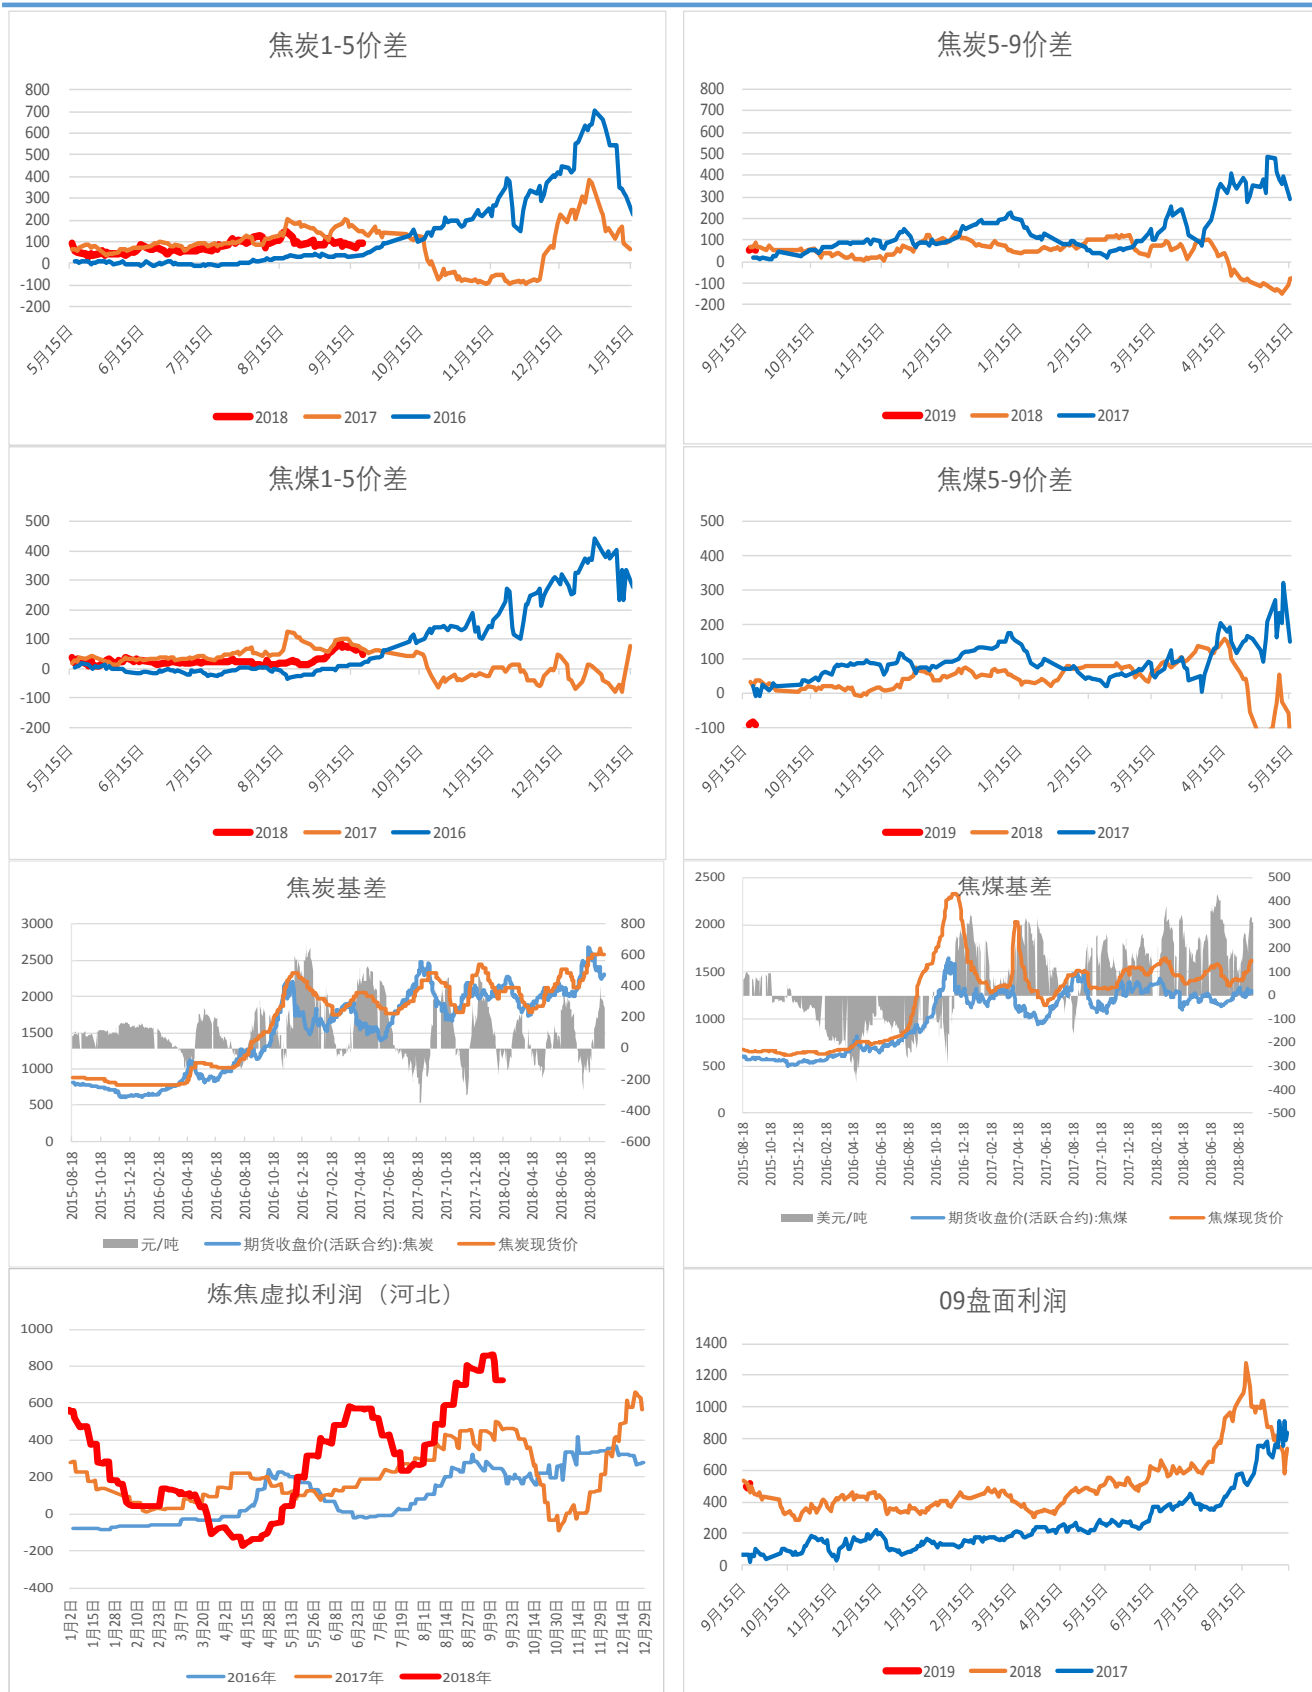 焦炭1-5价差
800
700
600
500
400
300
200
100
0
-100
-200
5月15日
6月15日
7月15日
8月15日
9月15日
10月15日
11月15日
12月15日
1月15日
2018
2017
2016
焦炭5-9价差
800
700
600
500
400
300
200
100
0
-100
-200
9月15日
10月15日
11月15日
12月15日
1月15日
2月15日
3月15日
4月15日
5月15日
2019
2018
2017
焦煤1-5价差
500
400
300
200
100
0
-100
-200
5月15日
6月15日
7月15日
8月15日
9月15日
10月15日
11月15日
12月15日
1月15日
2018
2017
2016
焦煤5-9价差
500
400
300
200
100
0
-100
9月15日
10月15日
11月15日
12月15日
1月15日
2月15日
3月15日
4月15日
5月15日
2019
2018
2017
焦炭基差
3000
2500
2000
1500
1000
500
0
800
600
400
200
0
-200
-400
-600
2015-08-18
2015-10-18
2015-12-18
2016-02-18
2016-04-18
2016-06-18
2016-08-18
2016-10-18
2016-12-18
2017-02-18
2017-04-18
2017-06-18
2017-08-18
2017-10-18
2017-12-18
2018-02-18
2018-04-18
2018-06-18
2018-08-18
元/吨
期货收盘价(活跃合约):焦炭
焦炭现货价
焦煤基差
2500
2000
1500
1000
500
0
500
400
300
200
100
0
-100
-200
-300
-400
-500
2015-08-18
2015-10-18
2015-12-18
2016-02-18
2016-04-18
2016-06-18
2016-08-18
2016-10-18
2016-12-18
2017-02-18
2017-04-18
2017-06-18
2017-08-18
2017-10-18
2017-12-18
2018-02-18
2018-04-18
2018-06-18
2018-08-18
美元/吨
期货收盘价(活跃合约):焦煤
焦煤现货价
炼焦虚拟利润（河北）
1000
800
600
400
200
0
-200
-400
1月2日
1月15日
1月28日
2月10日
2月23日
3月7日
3月20日
4月2日
4月15日
4月28日
5月13日
5月26日
6月8日
6月23日
7月6日
7月19日
8月1日
8月14日
8月27日
9月9日
9月23日
10月14日
10月30日
11月14日
11月29日
12月14日
12月29日
2016年
2017年
2018年
09盘面利润
1400
1200
1000
800
600
400
200
0
9月15日
10月15日
11月15日
12月15日
1月15日
2月15日
3月15日
4月15日
5月15日
6月15日
7月15日
8月15日
2019
2018
2017